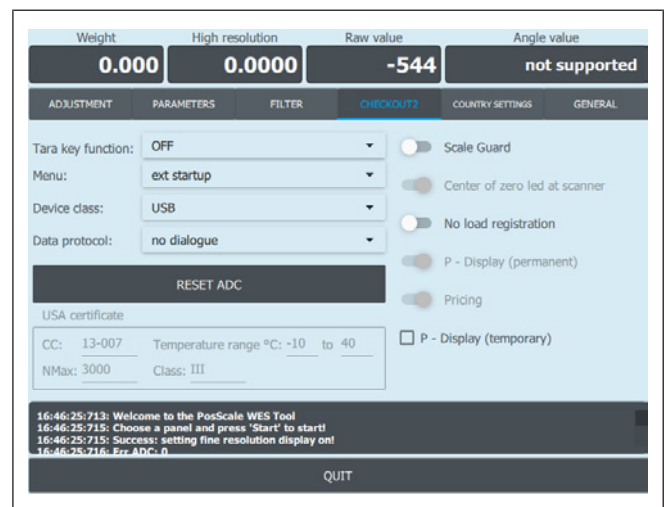 Weight High resolution Raw value Angle value
0.000 0.0000 -544 not supported
ADJUSTMENT PARAMETERS FILTER CHECKOUT2 COUNTRY SETTINGS GENERAL
Tara key function: OFF
Scale Guard
Menu: ext startup
Center of zero led at scanner
Device class: USB
No load registration
Data protocol: no dialogue
P - Display (permanent)
RESET ADC
Pricing
USA certificate
P - Display (temporary)
CC: 13-007 Temperature range °C: -10 to 40
NMax: 3000 Class: III
16:46:25:713: Welcome to the PosScale WES Tool
16:46:25:715: Choose a panel and press 'Start' to start!
16:46:25:715: Success: setting fine resolution display on!
16:46:25:716: Err ADC: 0
QUIT